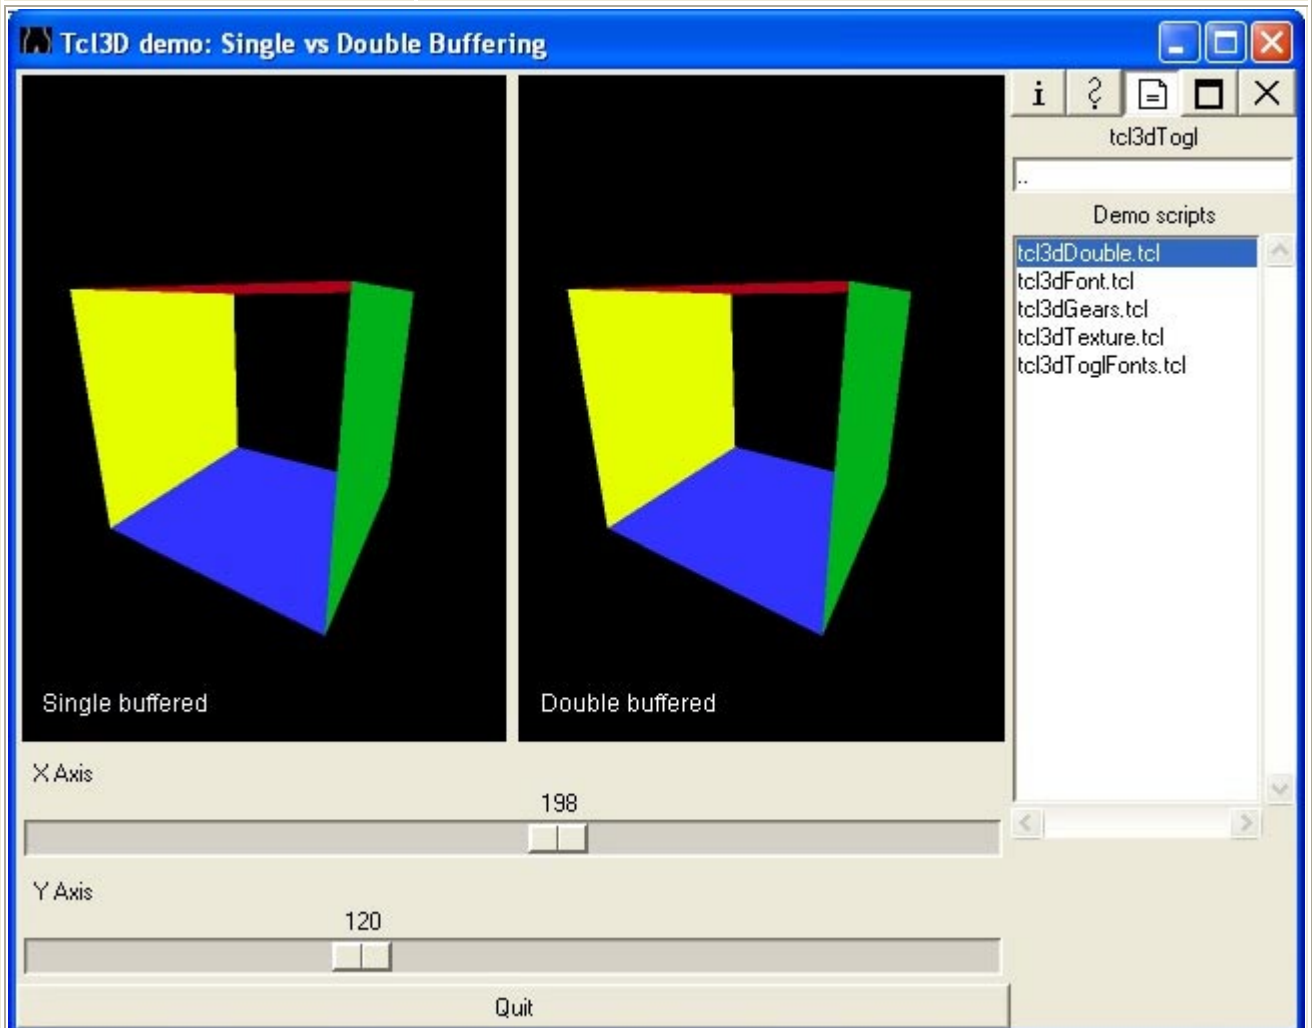 Tcl3D demo: Single vs Double Buffering
i
?
tcl3dTogl
..
Demo scripts
tcl3dDouble.tcl
tcl3dFont.tcl
tcl3dGears.tcl
tcl3dTexture.tcl
tcl3dToglFonts.tcl
Single buffered
Double buffered
X Axis
198
Y Axis
120
Quit